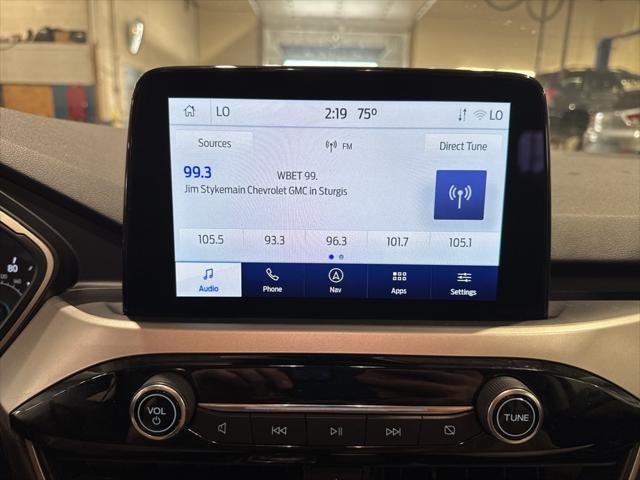 LO 2:19 75° LO
Sources FM Direct Tune
99.3 WBET 99.
Jim Stykemain Chevrolet GMC in Sturgis
105.5 93.3 96.3 101.7 105.1
Audio Phone Nav Apps Settings
80
VOL TUNE